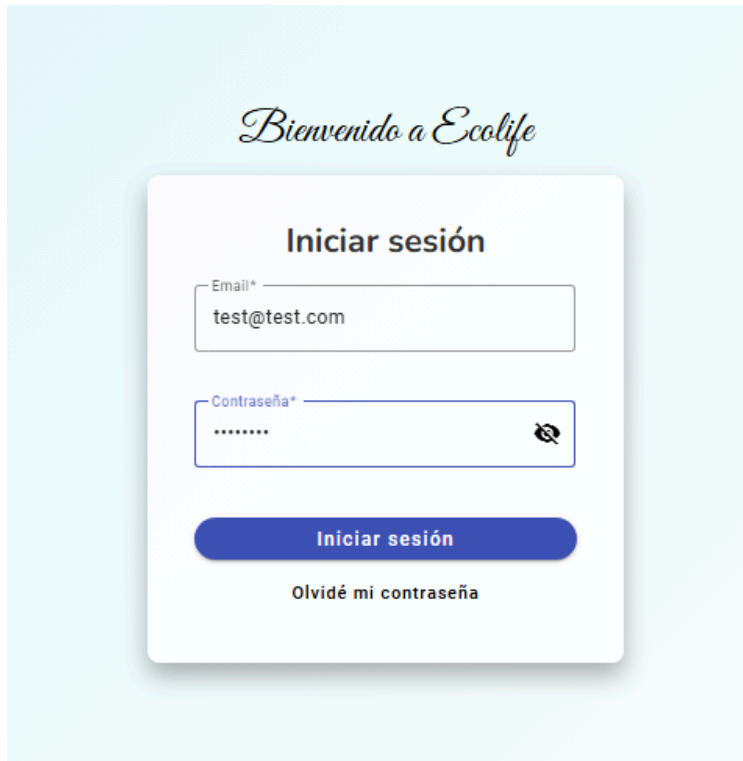 Bienvenido a Ecolife
Iniciar sesión
Email*
test@test.com
Contraseña*
••••••••
Iniciar sesión
Olvidé mi contraseña